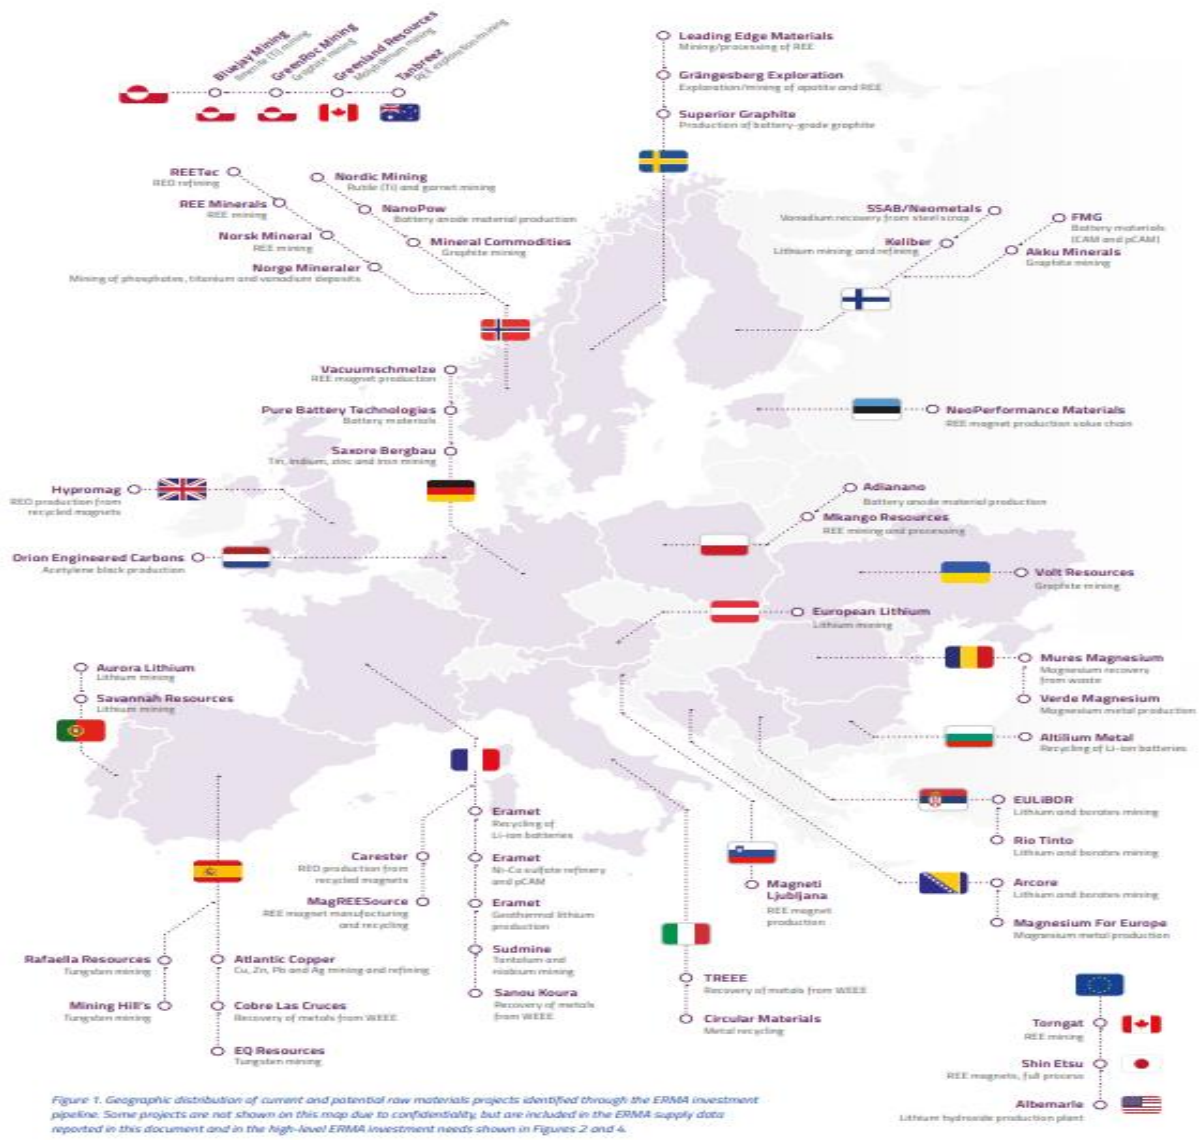 Bluejay Mining
Ilmenite (Ti) mining
GreenRoc Mining
Graphite mining
Greenland Resources
Molybdenum mining
Tanbreez
REE exploration/mining
Leading Edge Materials
Mining/processing of REE
Grängesberg Exploration
Exploration/mining of apatite and REE
Superior Graphite
Production of battery-grade graphite
REETec
REO refining
REE Minerals
REE mining
Norsk Mineral
REE mining
Norge Mineraler
Mining of phosphates, titanium and vanadium deposits
Nordic Mining
Rutile (Ti) and garnet mining
NanoPow
Battery anode material production
Mineral Commodities
Graphite mining
SSAB/Neometals
Vanadium recovery from steel scrap
Keliber
Lithium mining and refining
FMG
Battery materials
(CAM and pCAM)
Akku Minerals
Graphite mining
Vacuumschmelze
REE magnet production
Pure Battery Technologies
Battery materials
Saxore Bergbau
Tin, indium, zinc and iron mining
NeoPerformance Materials
REE magnet production value chain
Hypromag
REO production from
recycled magnets
Orion Engineered Carbons
Acetylene black production
Adianano
Battery anode material production
Mkango Resources
REE mining and processing
Volt Resources
Graphite mining
European Lithium
Lithium mining
Mures Magnesium
Magnesium recovery
from waste
Verde Magnesium
Magnesium metal production
Altilium Metal
Recycling of Li-ion batteries
Aurora Lithium
Lithium mining
Savannah Resources
Lithium mining
EULiBOR
Lithium and borates mining
Rio Tinto
Lithium and borates mining
Arcore
Lithium and borates mining
Magnesium For Europe
Magnesium metal production
Eramet
Recycling of
Li-ion batteries
Eramet
Ni-Co sulfate refinery
and pCAM
Eramet
Geothermal lithium
production
Sudmine
Tantalum and
niobium mining
Sanou Koura
Recovery of metals
from WEEE
Carester
REO production from
recycled magnets
MagREESource
REE magnet manufacturing
and recycling
Magneti
Ljubljana
REE magnet
production
Rafaella Resources
Tungsten mining
Mining Hill's
Tungsten mining
Atlantic Copper
Cu, Zn, Pb and Ag mining and refining
Cobre Las Cruces
Recovery of metals from WEEE
EQ Resources
Tungsten mining
TREEE
Recovery of metals from WEEE
Circular Materials
Metal recycling
Torngat
REE mining
Shin Etsu
REE magnets, full process
Albemarle
Lithium hydroxide production plant
Figure 1. Geographic distribution of current and potential raw materials projects identified through the ERMA investment
pipeline. Some projects are not shown on this map due to confidentiality, but are included in the ERMA supply data
reported in this document and in the high-level ERMA investment needs shown in Figures 2 and 4.